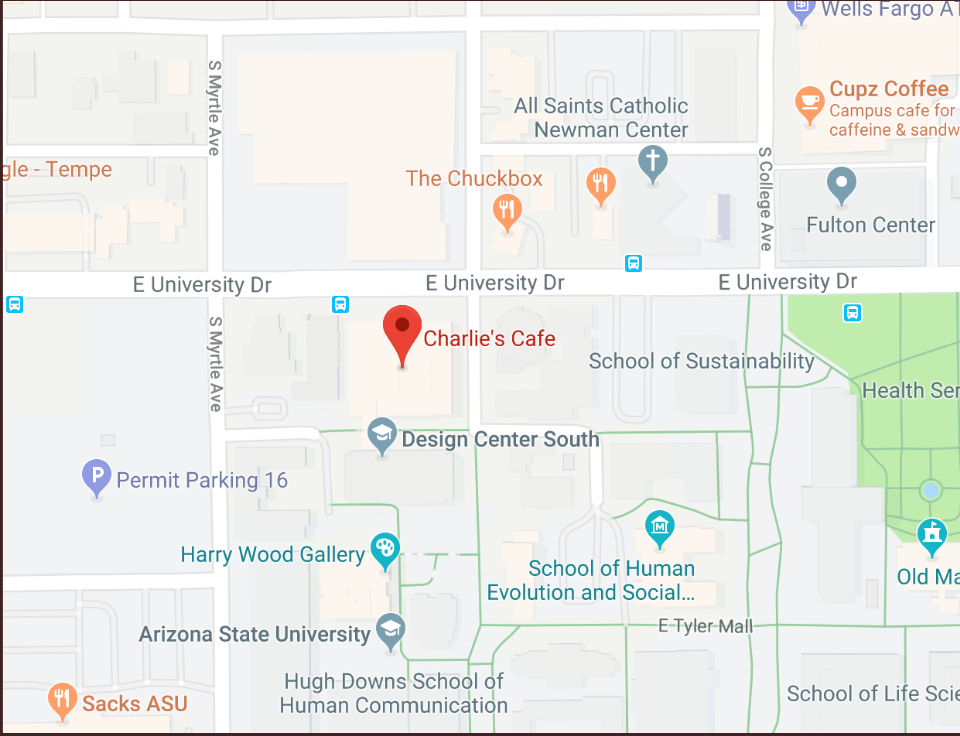 Wells Fargo AT
Cupz Coffee
Campus cafe for
caffeine & sandw
S Myrtle Ave
All Saints Catholic
Newman Center
S College Ave
gle - Tempe
The Chuckbox
Fulton Center
E University Dr
E University Dr
E University Dr
S Myrtle Ave
Charlie's Cafe
School of Sustainability
Health Ser
Design Center South
P
Permit Parking 16
Harry Wood Gallery
School of Human
Evolution and Social...
Old Ma
Arizona State University
E Tyler Mall
Hugh Downs School of
Human Communication
School of Life Scie
Sacks ASU